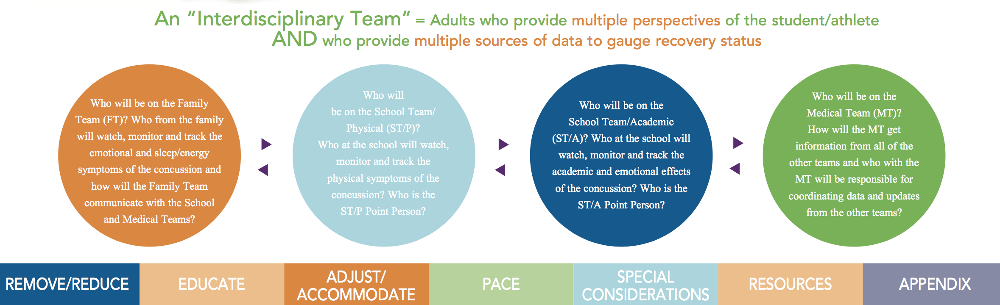 An “Interdisciplinary Team” = Adults who provide multiple perspectives of the student/athlete
AND who provide multiple sources of data to gauge recovery status
Who will be on the Family
Team (FT)? Who from the family
will watch, monitor and track the
emotional and sleep/energy
symptoms of the concussion and
how will the Family Team
communicate with the School
and Medical Teams?
Who will
be on the School Team/
Physical (ST/P)?
Who at the school will watch,
monitor and track the
physical symptoms of the
concussion? Who is the
ST/P Point Person?
Who will be on the
School Team/Academic
(ST/A)? Who at the school will
watch, monitor and track the
academic and emotional effects
of the concussion? Who is the
ST/A Point Person?
Who will be on the
Medical Team (MT)?
How will the MT get
information from all of the
other teams and who with the
MT will be responsible for
coordinating data and updates
from the other teams?
REMOVE/REDUCE
EDUCATE
ADJUST/
ACCOMMODATE
PACE
SPECIAL
CONSIDERATIONS
RESOURCES
APPENDIX